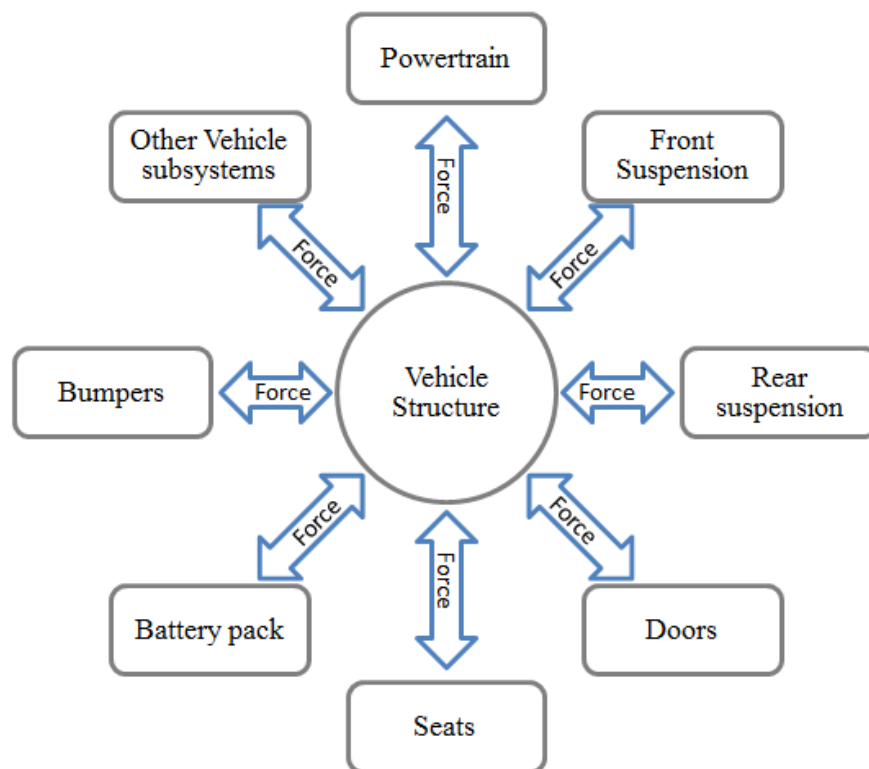 Powertrain
Other Vehicle
subsystems
Force
Front
Suspension
Force
Force
Bumpers
Force
Vehicle
Structure
Force
Rear
suspension
Force
Force
Force
Battery pack
Doors
Seats